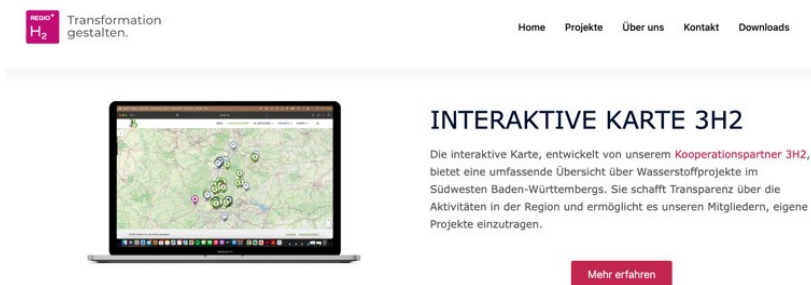 REGIO+
H2
Transformation
gestalten.
Home Projekte Über uns Kontakt Downloads
INTERAKTIVE KARTE 3H2
Die interaktive Karte, entwickelt von unserem Kooperationspartner 3H2,
bietet eine umfassende Übersicht über Wasserstoffprojekte im
Südwesten Baden-Württembergs. Sie schafft Transparenz über die
Aktivitäten in der Region und ermöglicht es unseren Mitgliedern, eigene
Projekte einzutragen.
Mehr erfahren